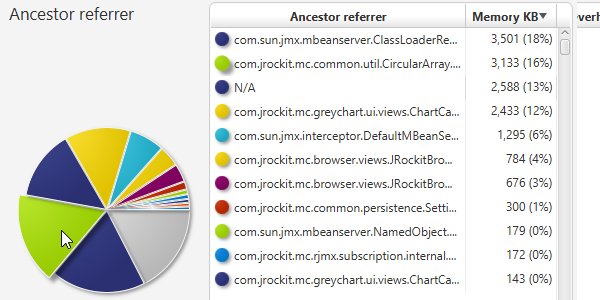 Ancestor referrer
Ancestor referrer Memory KB verh
com.sun.jmx.mbeanserver.ClassLoaderRe... 3,501 (18%)
com.jrockit.mc.common.util.CircularArray.... 3,133 (16%)
N/A 2,588 (13%)
com.jrockit.mc.greychart.ui.views.ChartCa... 2,433 (12%)
com.sun.jmx.interceptor.DefaultMBeanSe... 1,295 (6%)
com.jrockit.mc.browser.views.JRockitBro... 784 (4%)
com.jrockit.mc.browser.views.JRockitBro... 676 (3%)
com.jrockit.mc.common.persistence.Setti... 300 (1%)
com.sun.jmx.mbeanserver.NamedObject.... 179 (0%)
com.jrockit.mc.rjmx.subscription.internal.... 172 (0%)
com.jrockit.mc.greychart.ui.views.ChartCa... 143 (0%)